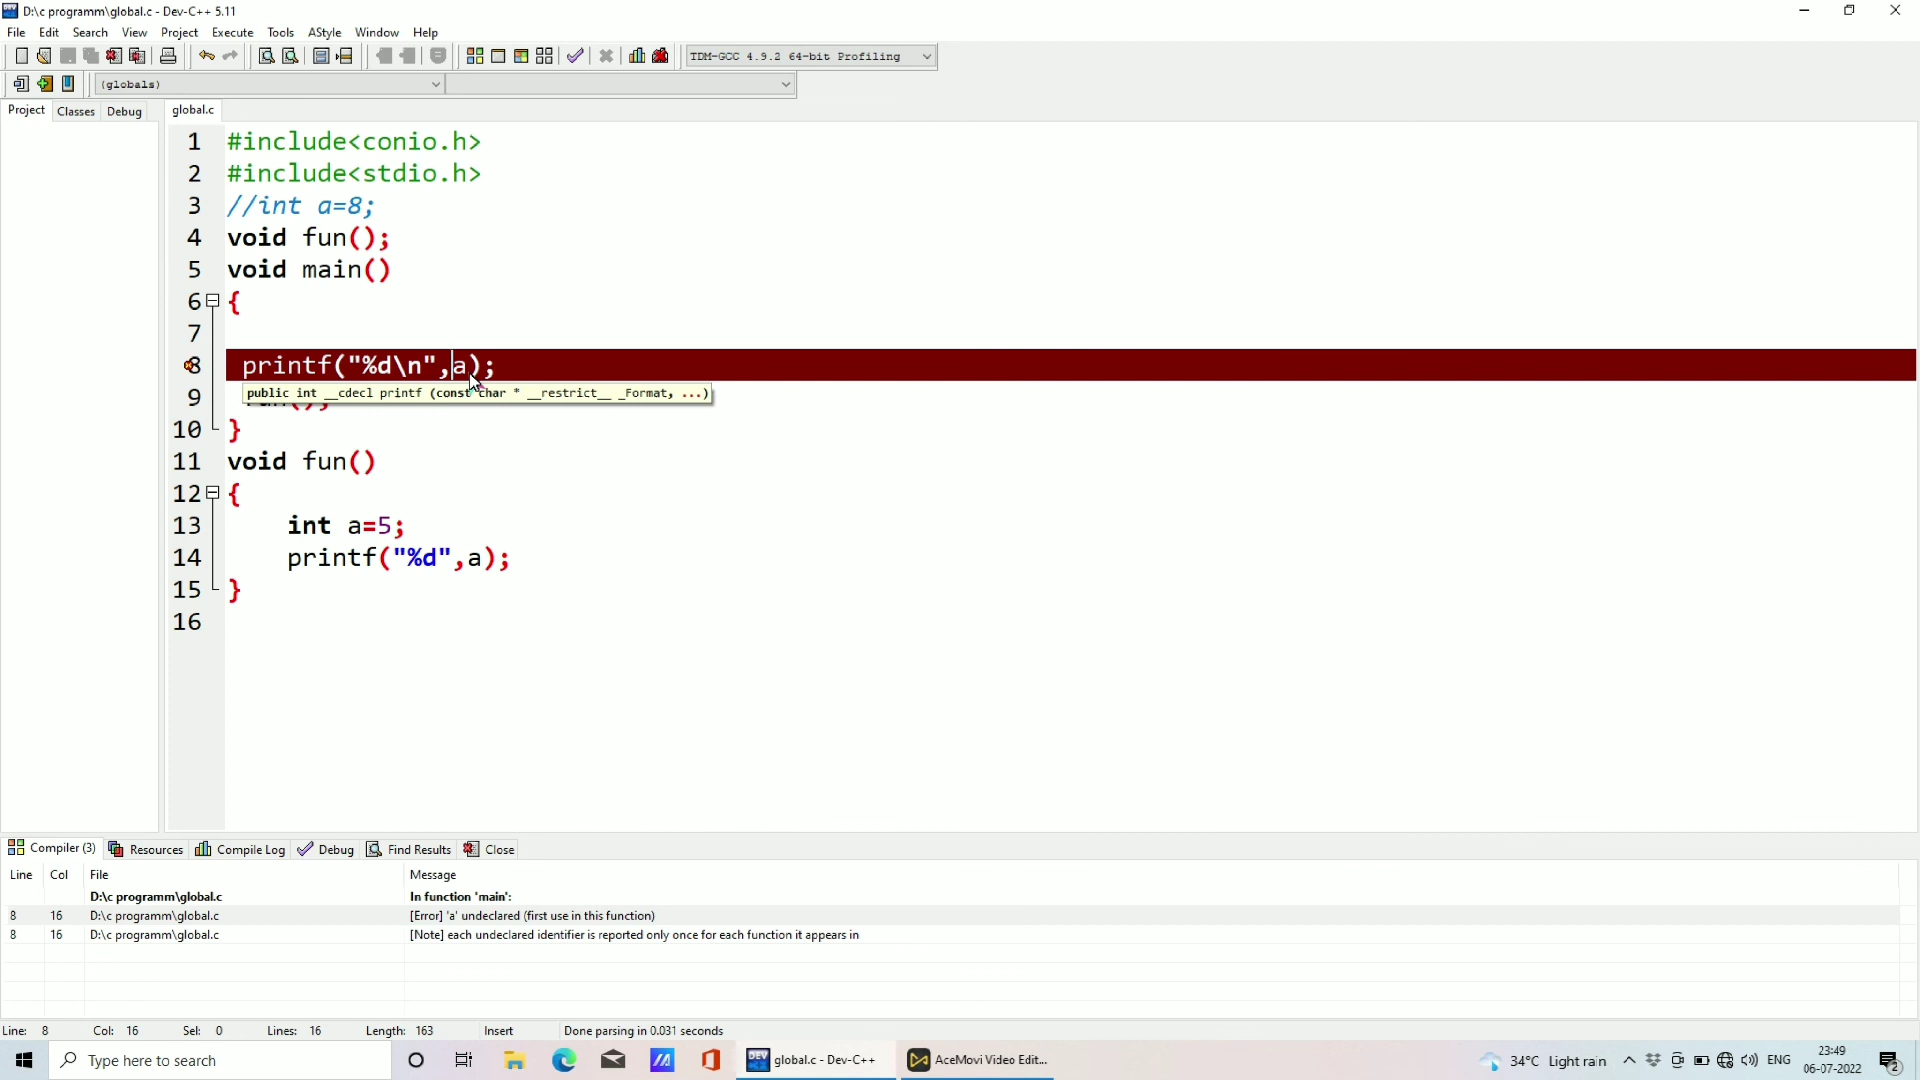 D:\c programm\global.c - Dev-C++ 5.11
File Edit Search View Project Execute Tools AStyle Window Help
TDM-GCC 4.9.2 64-bit Profiling
(globals)
Project Classes Debug global.c
1 #include<conio.h>
2 #include<stdio.h>
3 //int a=8;
4 void fun();
5 void main()
6 {
7
8 printf("%d\n",a);
public int __cdecl printf (const char * __restrict__ _Format, ...)
9
10 }
11 void fun()
12 {
13 int a=5;
14 printf("%d",a);
15 }
16
Compiler (3) Resources Compile Log Debug Find Results Close
Line Col File Message
D:\c programm\global.c In function 'main':
8 16 D:\c programm\global.c [Error] 'a' undeclared (first use in this function)
8 16 D:\c programm\global.c [Note] each undeclared identifier is reported only once for each function it appears in
Line: 8 Col: 16 Sel: 0 Lines: 16 Length: 163 Insert Done parsing in 0.031 seconds
Type here to search DEV global.c - Dev-C++ AceMovi Video Edit... 34°C Light rain ENG 23:49
06-07-2022 2